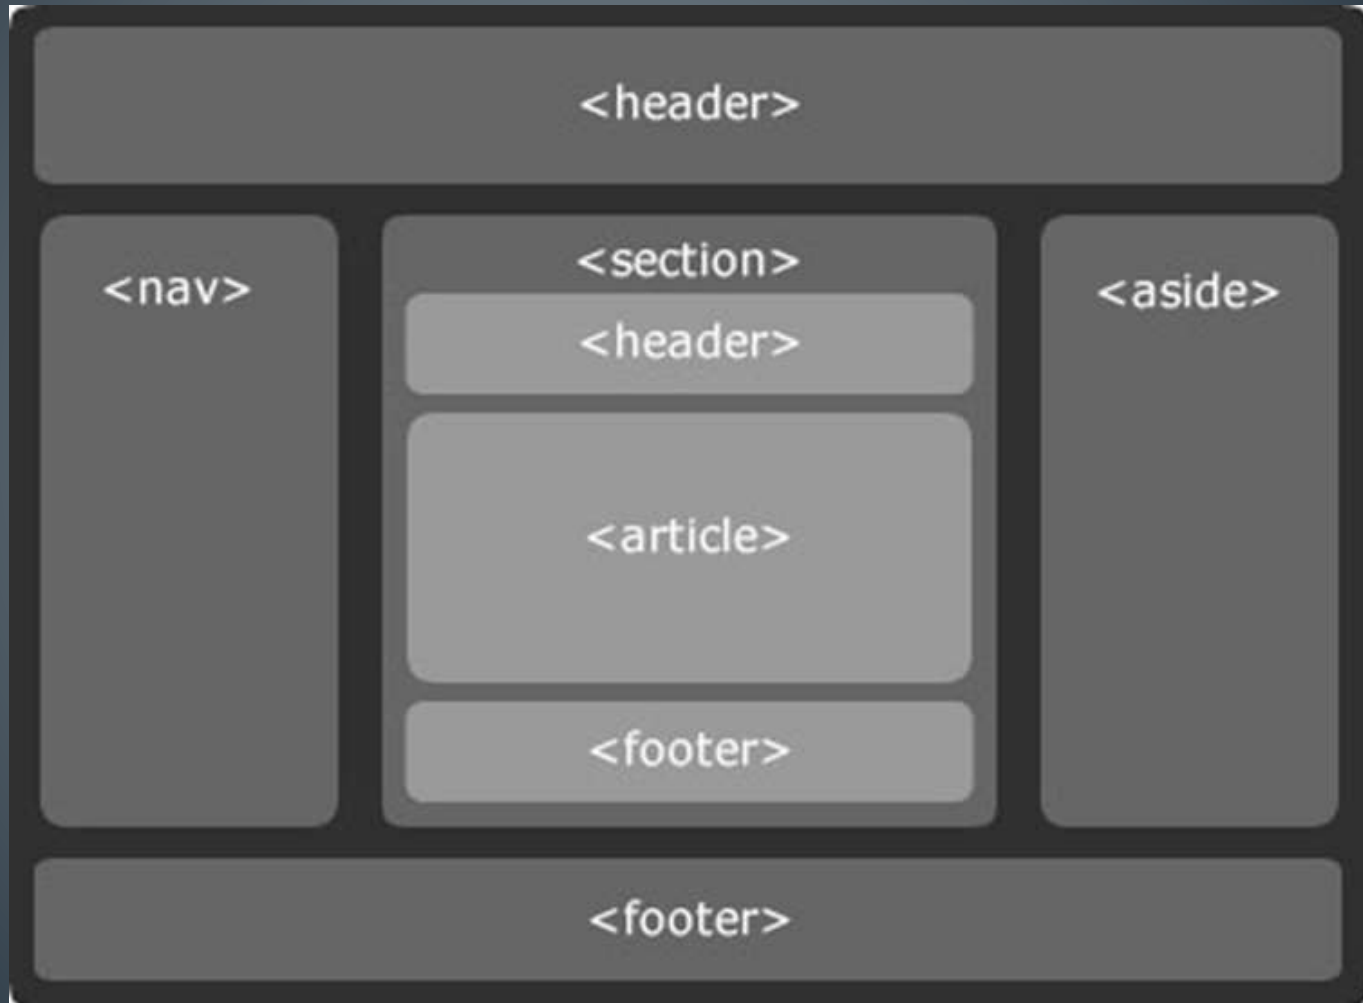 <header>
<nav>
<section>
<header>
<article>
<footer>
<aside>
<footer>